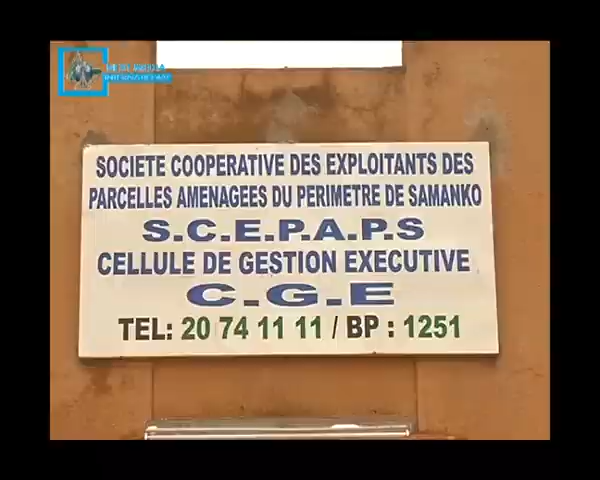 SOCIETE COOPERATIVE DES EXPLOITANTS DES
PARCELLES AMENAGEES DU PERIMETRE DE SAMANKO
S.C.E.P.A.P.S
CELLULE DE GESTION EXECUTIVE
C.G.E
TEL: 20 74 11 11 / BP : 1251